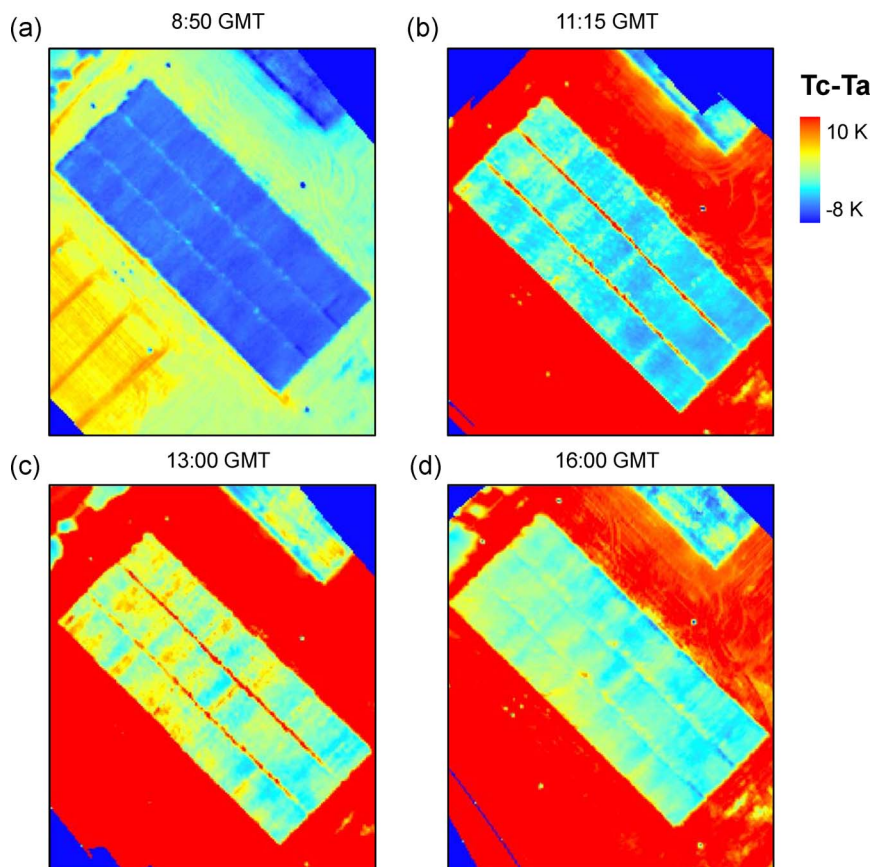 (a)
8:50 GMT
(b)
11:15 GMT
Tc-Ta
10 K
-8 K
(c)
13:00 GMT
(d)
16:00 GMT